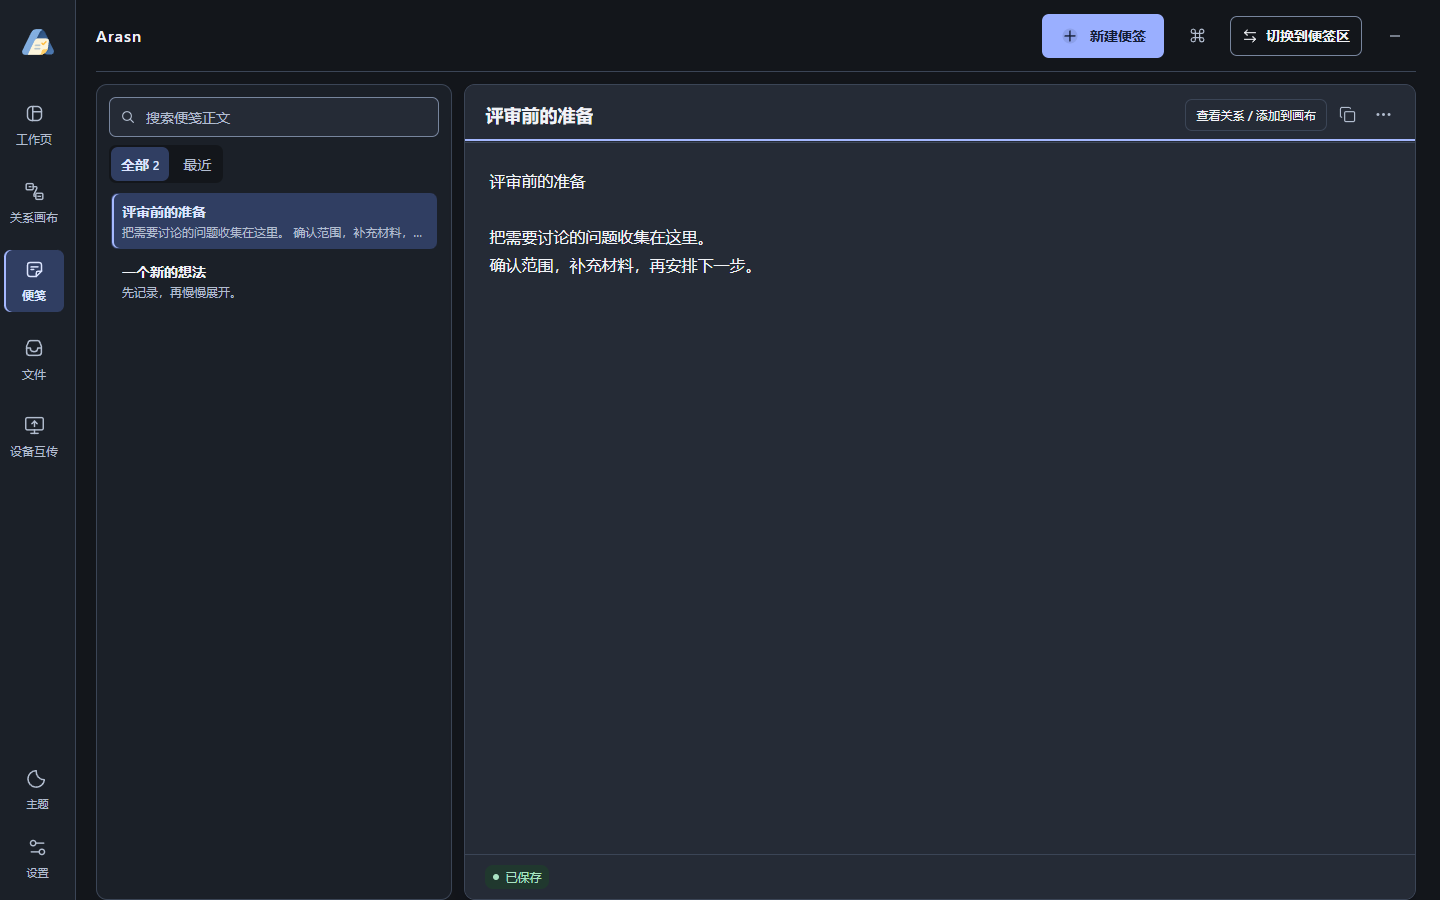 Arasn
新建便签
切换到便签区
工作页
关系画布
便笺
文件
设备互传
主题
设置
搜索便笺正文
全部 2
最近
评审前的准备
把需要讨论的问题收集在这里。 确认范围，补充材料，...
一个新的想法
先记录，再慢慢展开。
评审前的准备
查看关系 / 添加到画布
评审前的准备
把需要讨论的问题收集在这里。
确认范围，补充材料，再安排下一步。
已保存